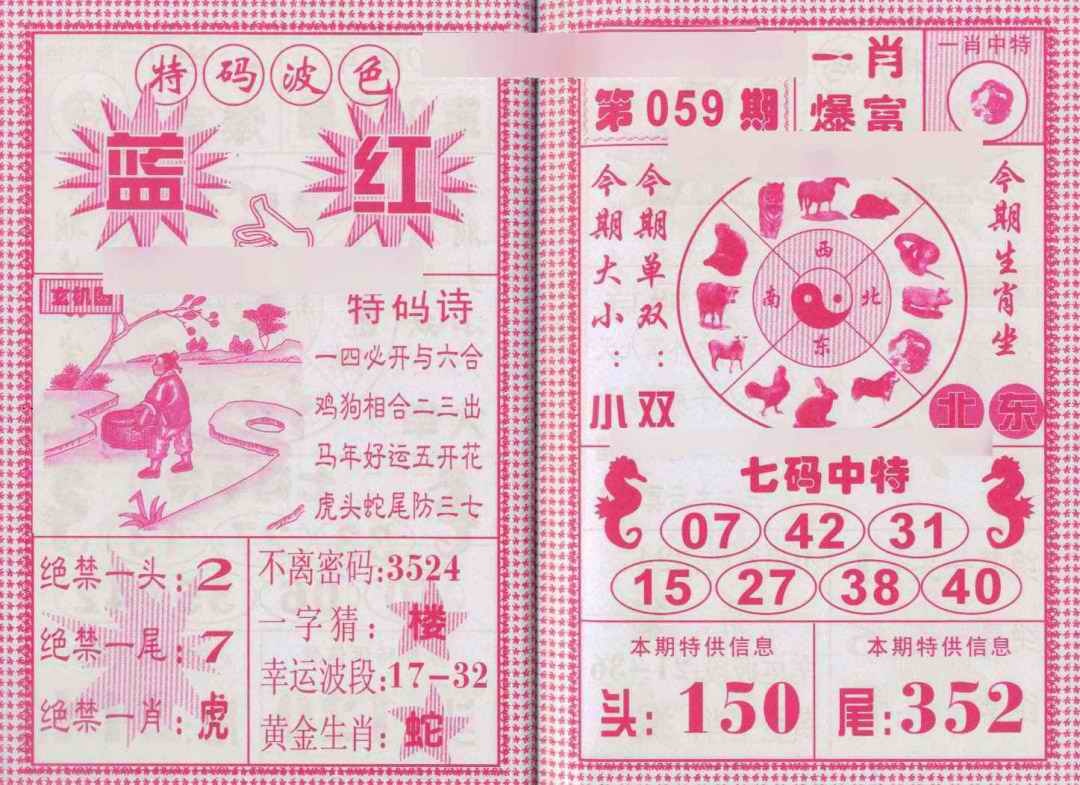 特码波色
蓝 红
玄机图
特码诗
一四必开与六合
鸡狗相合二三出
马年好运五开花
虎头蛇尾防三七
绝禁一头:2
绝禁一尾:7
绝禁一肖:虎
不离密码:3524
一字猜:楼
幸运波段:17-32
黄金生肖:蛇
第059期
一肖
爆富
一肖中特
今期大小:小
今期单双:双
西
南 北
东
今期生肖坐
北 东
七码中特
07 42 31
15 27 38 40
本期特供信息
头:150
本期特供信息
尾:352